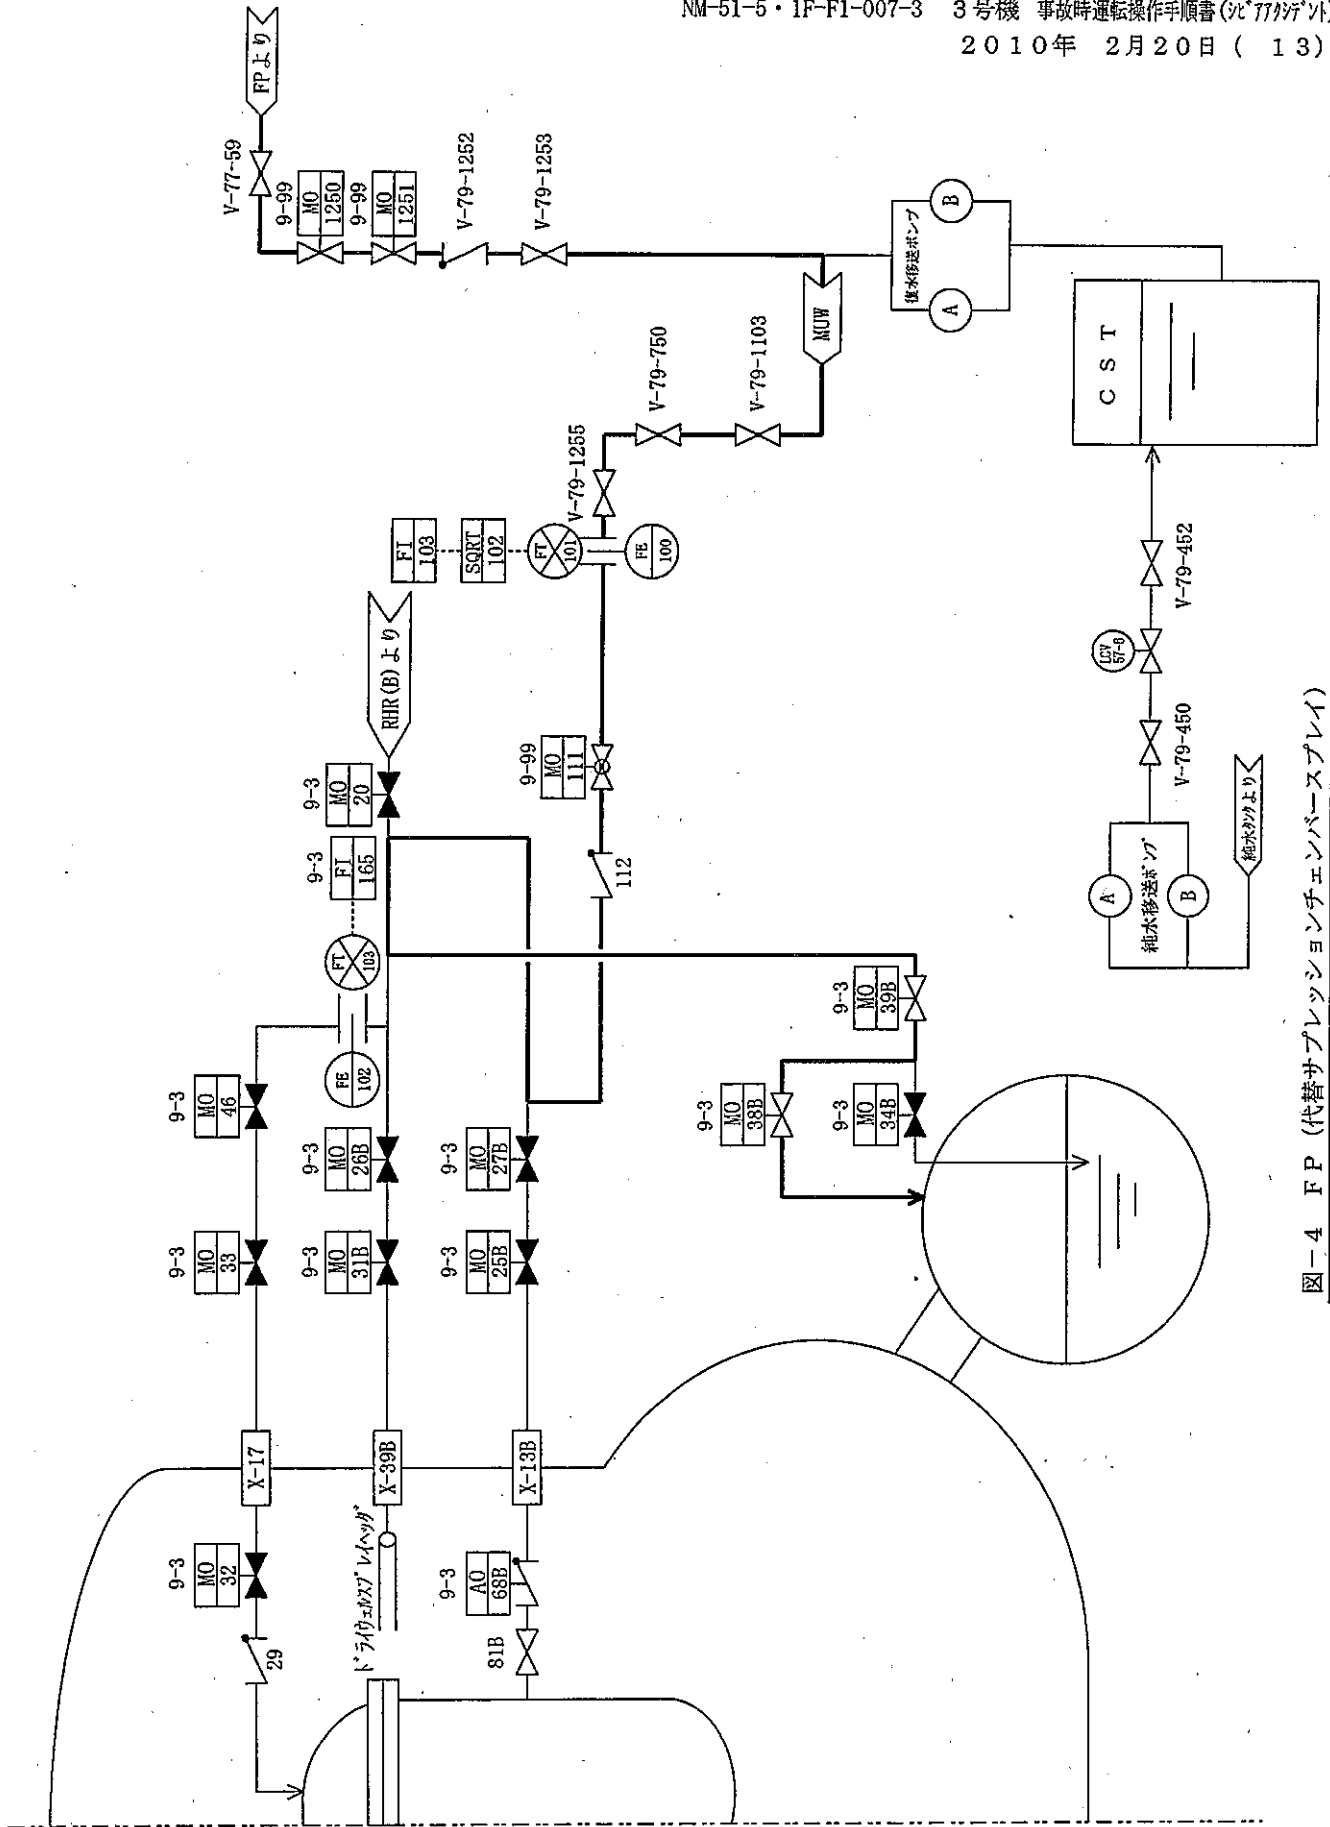 NM-51-5・1F-F1-007-3　3号機　事故時運転操作手順書(シビアアクシデント)
2010年　2月20日(　13)
FPより
V-77-59
9-99
MO
1250
9-99
MO
1251
V-79-1252
V-79-1253
MUW
復水移送ポンプ
A
B
CST
V-79-750
V-79-1103
V-79-1255
FI
103
SQRT
102
FT
101
FE
100
RHR(B)より
9-3
MO
20
9-3
FI
165
FT
103
FE
102
9-99
MO
111
112
9-3
MO
46
9-3
MO
26B
9-3
MO
27B
9-3
MO
33
9-3
MO
31B
9-3
MO
25B
9-3
MO
39B
9-3
MO
38B
9-3
MO
34B
V-79-452
LCV
57-8
V-79-450
純水移送ポンプ
A
B
純水タンクより
X-17
X-39B
X-13B
9-3
MO
32
29
ドライウェルスプレイヘッダ
9-3
AO
68B
81B
図-4　FP(代替サプレッションチェンバースプレイ)